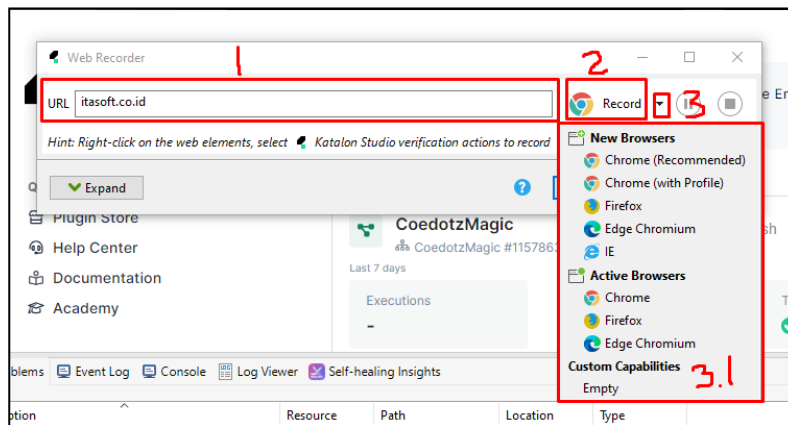 Web Recorder
1
2
URL itasoft.co.id
Record
3
e En
Hint: Right-click on the web elements, select Katalon Studio verification actions to record
New Browsers
Chrome (Recommended)
Chrome (with Profile)
Firefox
Edge Chromium
IE
Active Browsers
Chrome
Firefox
Edge Chromium
Custom Capabilities
3.1
Empty
Expand
?
Q
Plugin Store
Help Center
Documentation
Academy
CoedotzMagic
CoedotzMagic #1157863
sh
Last 7 days
Executions
-
T
blems Event Log Console Log Viewer Self-healing Insights
ption Resource Path Location Type